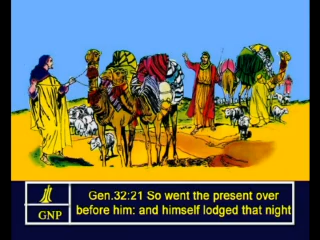 Gen.32:21 So went the present over
before him: and himself lodged that night
GNP